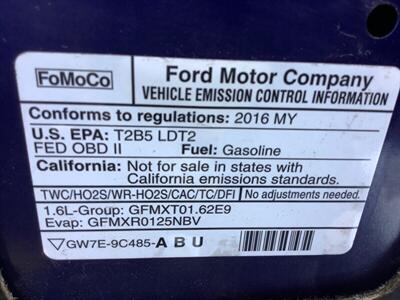 FoMoCo
Ford Motor Company
VEHICLE EMISSION CONTROL INFORMATION
Conforms to regulations: 2016 MY
U.S. EPA: T2B5 LDT2
FED OBD II Fuel: Gasoline
California: Not for sale in states with
California emissions standards.
TWC/HO2S/WR-HO2S/CAC/TC/DFI No adjustments needed.
1.6L-Group: GFMXT01.62E9
Evap: GFMXR0125NBV
GW7E-9C485-ABU